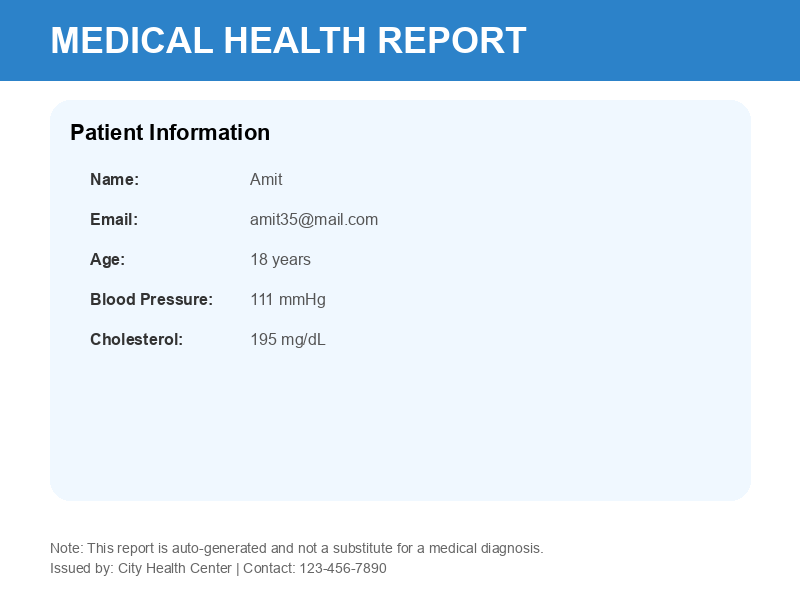 MEDICAL HEALTH REPORT
Patient Information
Name: Amit
Email: amit35@mail.com
Age: 18 years
Blood Pressure: 111 mmHg
Cholesterol: 195 mg/dL
Note: This report is auto-generated and not a substitute for a medical diagnosis.
Issued by: City Health Center | Contact: 123-456-7890